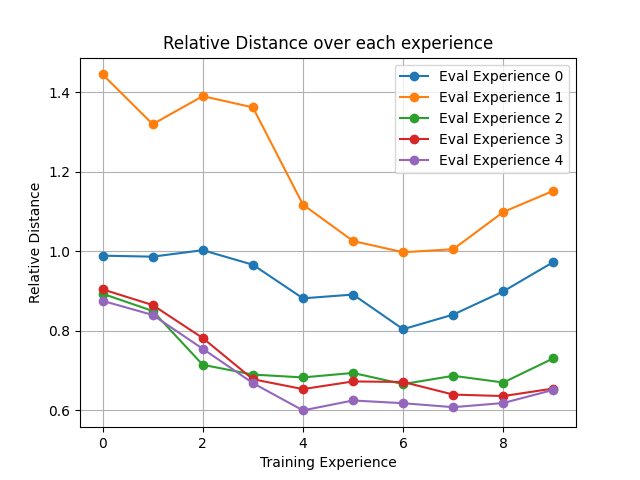 Relative Distance over each experience
Eval Experience 0
Eval Experience 1
Eval Experience 2
Eval Experience 3
Eval Experience 4
1.4
1.2
1.0
0.8
0.6
Relative Distance
0 2 4 6 8
Training Experience